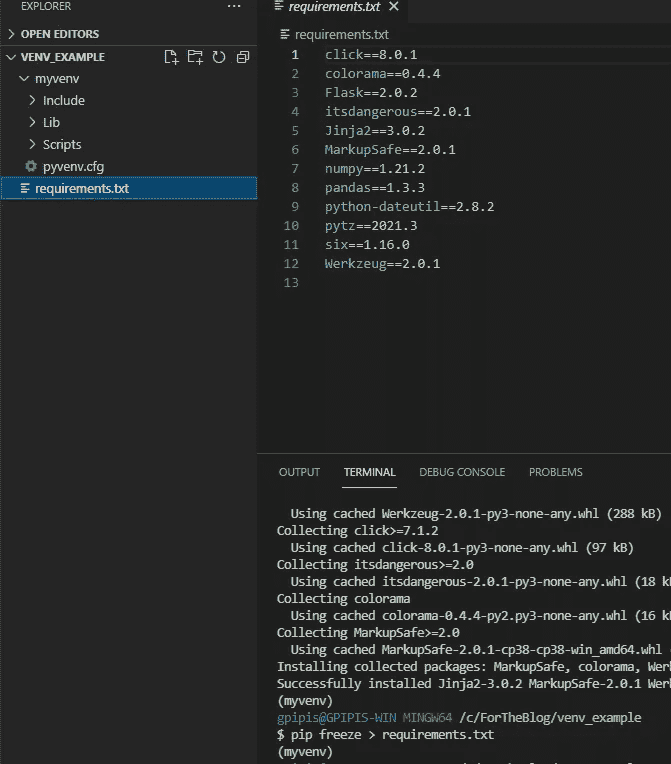 EXPLORER
OPEN EDITORS
VENV_EXAMPLE
myvenv
Include
Lib
Scripts
pyvenv.cfg
requirements.txt
requirements.txt
requirements.txt
1 click==8.0.1
2 colorama==0.4.4
3 Flask==2.0.2
4 itsdangerous==2.0.1
5 Jinja2==3.0.2
6 MarkupSafe==2.0.1
7 numpy==1.21.2
8 pandas==1.3.3
9 python-dateutil==2.8.2
10 pytz==2021.3
11 six==1.16.0
12 Werkzeug==2.0.1
13
OUTPUT TERMINAL DEBUG CONSOLE PROBLEMS
Using cached Werkzeug-2.0.1-py3-none-any.whl (288 kB)
Collecting click>=7.1.2
Using cached click-8.0.1-py3-none-any.whl (97 kB)
Collecting itsdangerous>=2.0
Using cached itsdangerous-2.0.1-py3-none-any.whl (18 k
Collecting colorama
Using cached colorama-0.4.4-py2.py3-none-any.whl (16 k
Collecting MarkupSafe>=2.0
Using cached MarkupSafe-2.0.1-cp38-cp38-win_amd64.whl (
Installing collected packages: MarkupSafe, colorama, Werk
Successfully installed Jinja2-3.0.2 MarkupSafe-2.0.1 Werk
(myvenv)
gpipis@GPIPIS-WIN MINGW64 /c/ForTheBlog/venv_example
$ pip freeze > requirements.txt
(myvenv)